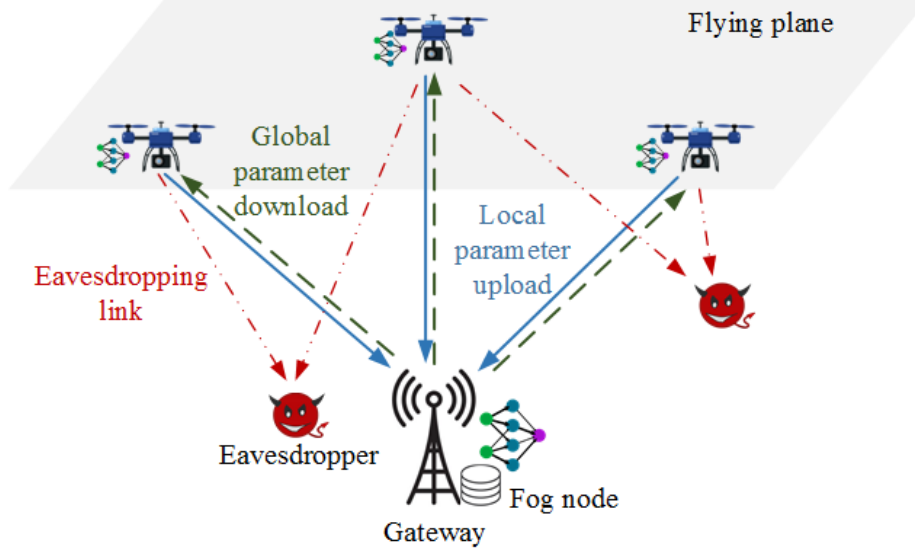 Flying plane
Global
parameter
download
Local
parameter
upload
Eavesdropping
link
Eavesdropper
Fog node
Gateway